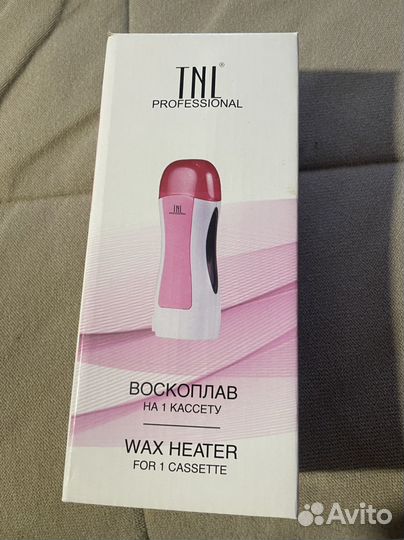 TNL®
PROFESSIONAL
TNL
ВОСКОПЛАВ
НА 1 КАССЕТУ
WAX HEATER
FOR 1 CASSETTE
Avito